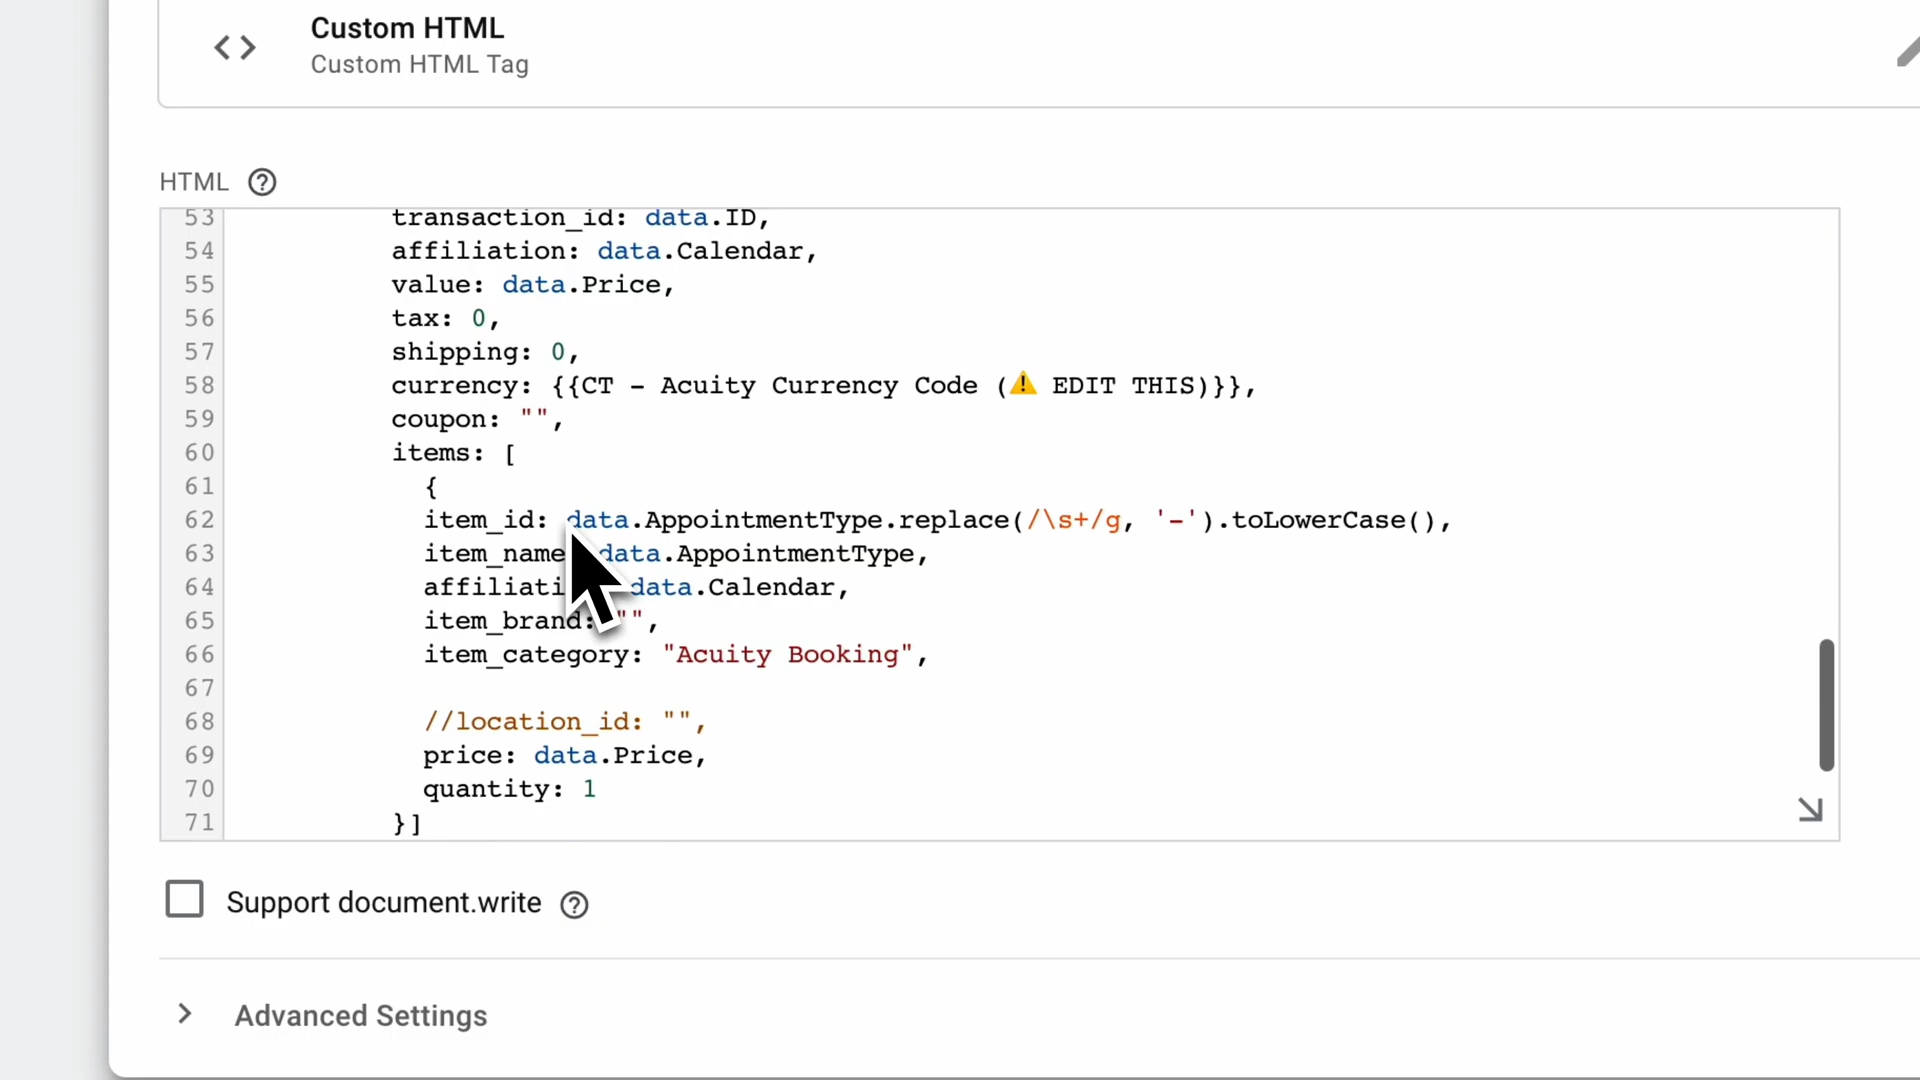 Custom HTML
Custom HTML Tag
HTML
53 transaction_id: data.ID,
54 affiliation: data.Calendar,
55 value: data.Price,
56 tax: 0,
57 shipping: 0,
58 currency: {{CT - Acuity Currency Code (⚠️ EDIT THIS)}},
59 coupon: "",
60 items: [
61 {
62 item_id: data.AppointmentType.replace(/\s+/g, '-').toLowerCase(),
63 item_name data.AppointmentType,
64 affiliati data.Calendar,
65 item_brand: "",
66 item_category: "Acuity Booking",
67
68 //location_id: "",
69 price: data.Price,
70 quantity: 1
71 }]
Support document.write
Advanced Settings